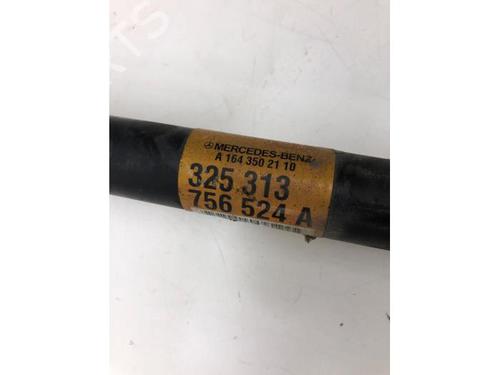 MERCEDES-BENZ
A 164 350 21 10
325 313
756 524 A